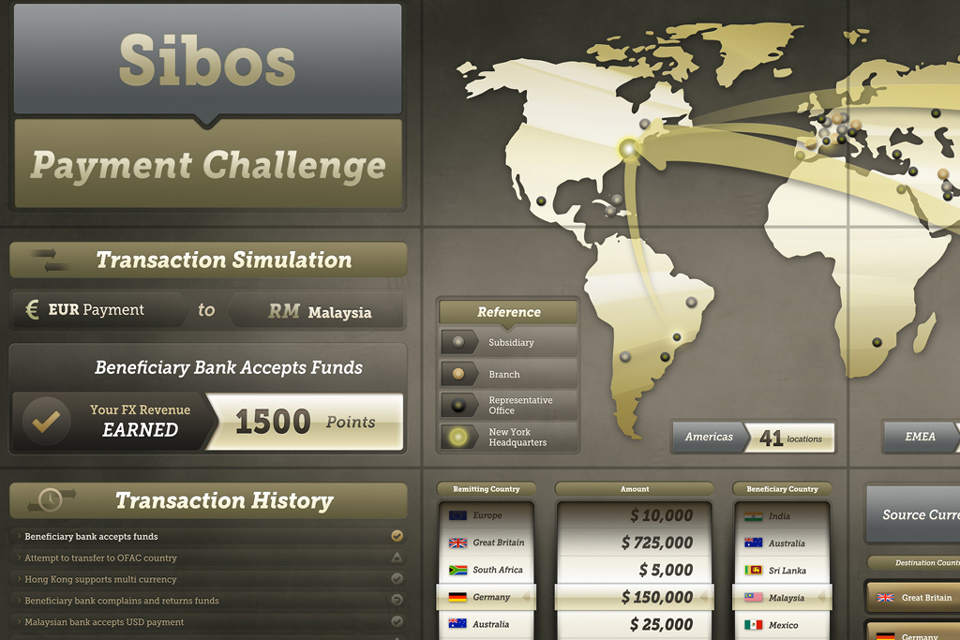 Sibos
Payment Challenge
Transaction Simulation
€ EUR Payment to RM Malaysia
Beneficiary Bank Accepts Funds
Your FX Revenue
EARNED
1500 Points
Transaction History
Beneficiary bank accepts funds
Attempt to transfer to OFAC country
Hong Kong supports multi currency
Beneficiary bank complains and returns funds
Malaysian bank accepts USD payment
Reference
Subsidiary
Branch
Representative
Office
New York
Headquarters
Americas 41 locations
EMEA
Remitting Country Amount Beneficiary Country
Europe $ 10,000 India
Great Britain $ 725,000 Australia
South Africa $ 5,000 Sri Lanka
Germany $ 150,000 Malaysia
Australia $ 25,000 Mexico
Source Curre
Destination Count
Great Britain
Germany